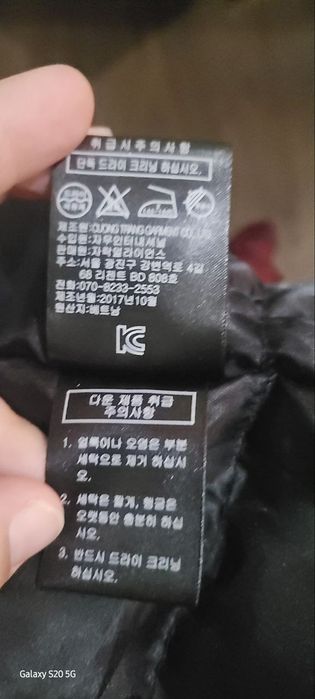 취급시주의사항
단독 드라이 크리닝 하십시오.
제조원:CUONG TRANG GARMENT CO.,LTD
수입원:자우인터내셔널
판매원:자락얼라이언스
주소:서울 광진구 강변역로 4길
68 리젠트 BD 608호
전화:070-8233-2553
제조년월:2017년10월
원산지:베트남
다운 제품 취급
주의사항
1. 얼룩이나 오염은 부분
세탁으로 제거 하십시
오.
2. 세탁은 짧게, 헹굼은
오랫동안 충분히 하십
시오.
3. 반드시 드라이 크리닝
하십시오.
Galaxy S20 5G